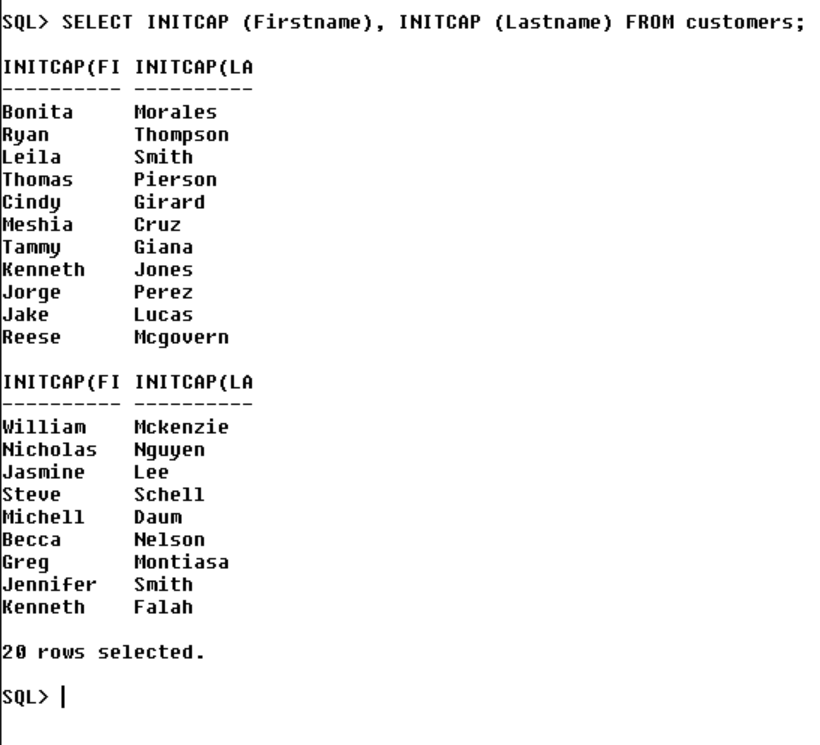 SQL> SELECT INITCAP (Firstname), INITCAP (Lastname) FROM customers;
INITCAP(FI INITCAP(LA
---------- ----------
Bonita Morales
Ryan Thompson
Leila Smith
Thomas Pierson
Cindy Girard
Meshia Cruz
Tammy Giana
Kenneth Jones
Jorge Perez
Jake Lucas
Reese Mcgovern
INITCAP(FI INITCAP(LA
---------- ----------
William Mckenzie
Nicholas Nguyen
Jasmine Lee
Steve Schell
Michell Daum
Becca Nelson
Greg Montiasa
Jennifer Smith
Kenneth Falah
20 rows selected.
SQL>